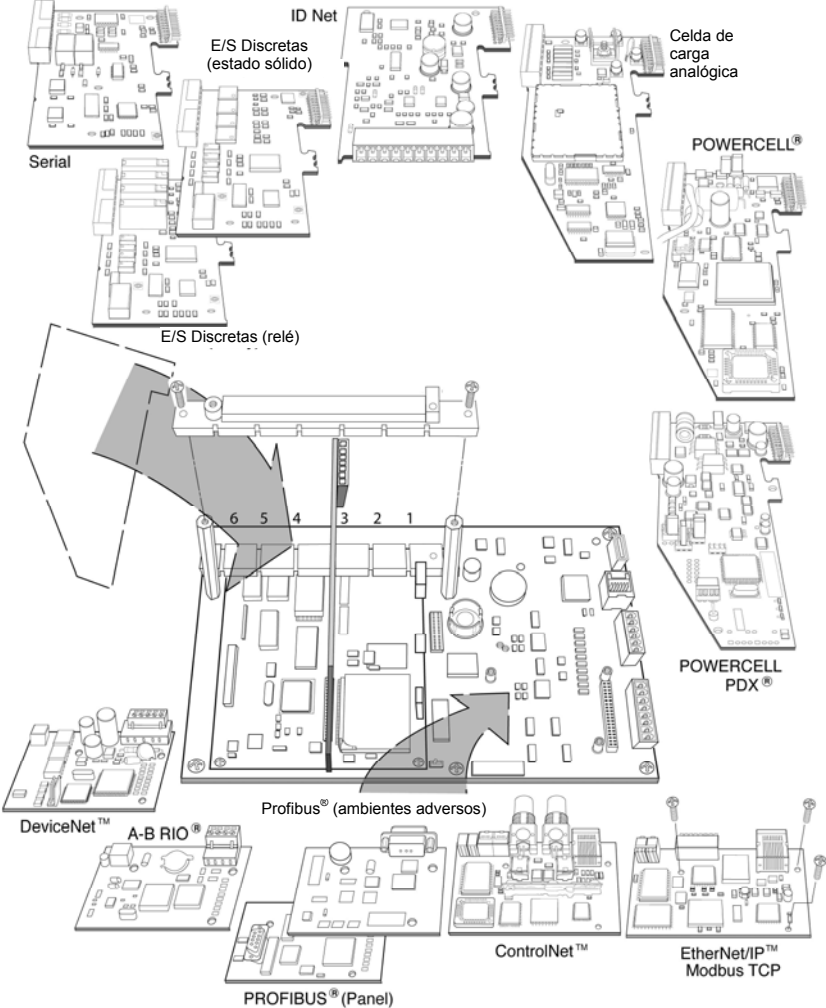 ID Net
E/S Discretas
(estado sólido)
Celda de
carga
analógica
Serial
POWERCELL®
E/S Discretas (relé)
6 5 4 3 2 1
POWERCELL
PDX®
Profibus® (ambientes adversos)
DeviceNet™
A-B RIO®
ControlNet™
EtherNet/IP™
Modbus TCP
PROFIBUS® (Panel)